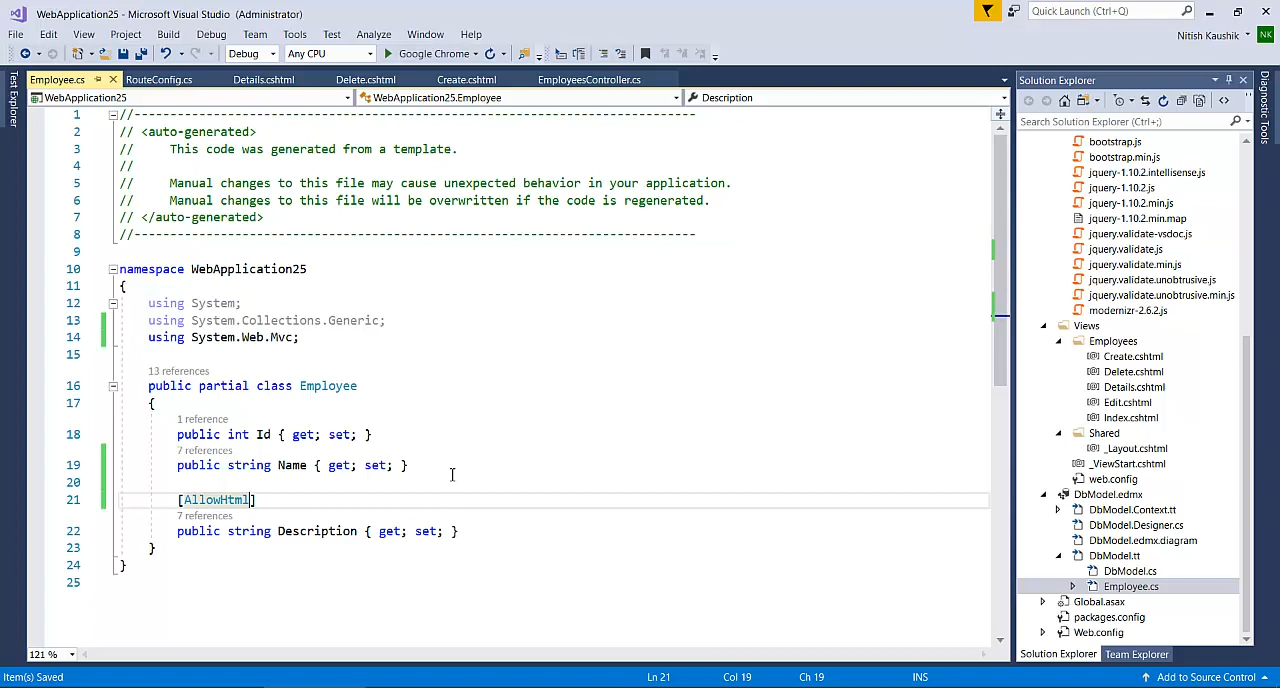 WebApplication25 - Microsoft Visual Studio (Administrator)
Quick Launch (Ctrl+Q)
File Edit View Project Build Debug Team Tools Test Analyze Window Help
Nitish Kaushik NK
Debug Any CPU Google Chrome
Test Explorer
Employee.cs RouteConfig.cs Details.cshtml Delete.cshtml Create.cshtml EmployeesController.cs
WebApplication25 WebApplication25.Employee Description
1 //------------------------------------------------------------------------------
2 // <auto-generated>
3 // This code was generated from a template.
4 //
5 // Manual changes to this file may cause unexpected behavior in your application.
6 // Manual changes to this file will be overwritten if the code is regenerated.
7 // </auto-generated>
8 //------------------------------------------------------------------------------
9
10 namespace WebApplication25
11 {
12 using System;
13 using System.Collections.Generic;
14 using System.Web.Mvc;
15
13 references
16 public partial class Employee
17 {
1 reference
18 public int Id { get; set; }
7 references
19 public string Name { get; set; }
20
21 [AllowHtml]
7 references
22 public string Description { get; set; }
23 }
24 }
25
121 %
Solution Explorer
Search Solution Explorer (Ctrl+;)
bootstrap.js
bootstrap.min.js
jquery-1.10.2.intellisense.js
jquery-1.10.2.js
jquery-1.10.2.min.js
jquery-1.10.2.min.map
jquery.validate-vsdoc.js
jquery.validate.js
jquery.validate.min.js
jquery.validate.unobtrusive.js
jquery.validate.unobtrusive.min.js
modernizr-2.6.2.js
Views
Employees
Create.cshtml
Delete.cshtml
Details.cshtml
Edit.cshtml
Index.cshtml
Shared
_Layout.cshtml
_ViewStart.cshtml
web.config
DbModel.edmx
DbModel.Context.tt
DbModel.Designer.cs
DbModel.edmx.diagram
DbModel.tt
DbModel.cs
Employee.cs
Global.asax
packages.config
Web.config
Solution Explorer Team Explorer
Diagnostic Tools
Item(s) Saved Ln 21 Col 19 Ch 19 INS Add to Source Control